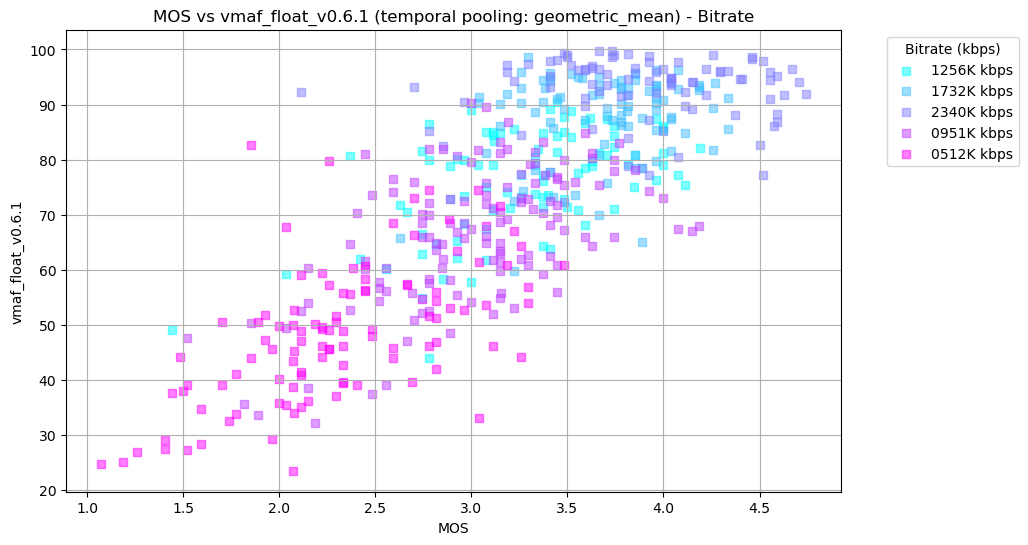 MOS vs vmaf_float_v0.6.1 (temporal pooling: geometric_mean) - Bitrate
100
90
80
70
60
50
40
30
20
vmaf_float_v0.6.1
1.0 1.5 2.0 2.5 3.0 3.5 4.0 4.5
MOS
Bitrate (kbps)
1256K kbps
1732K kbps
2340K kbps
0951K kbps
0512K kbps